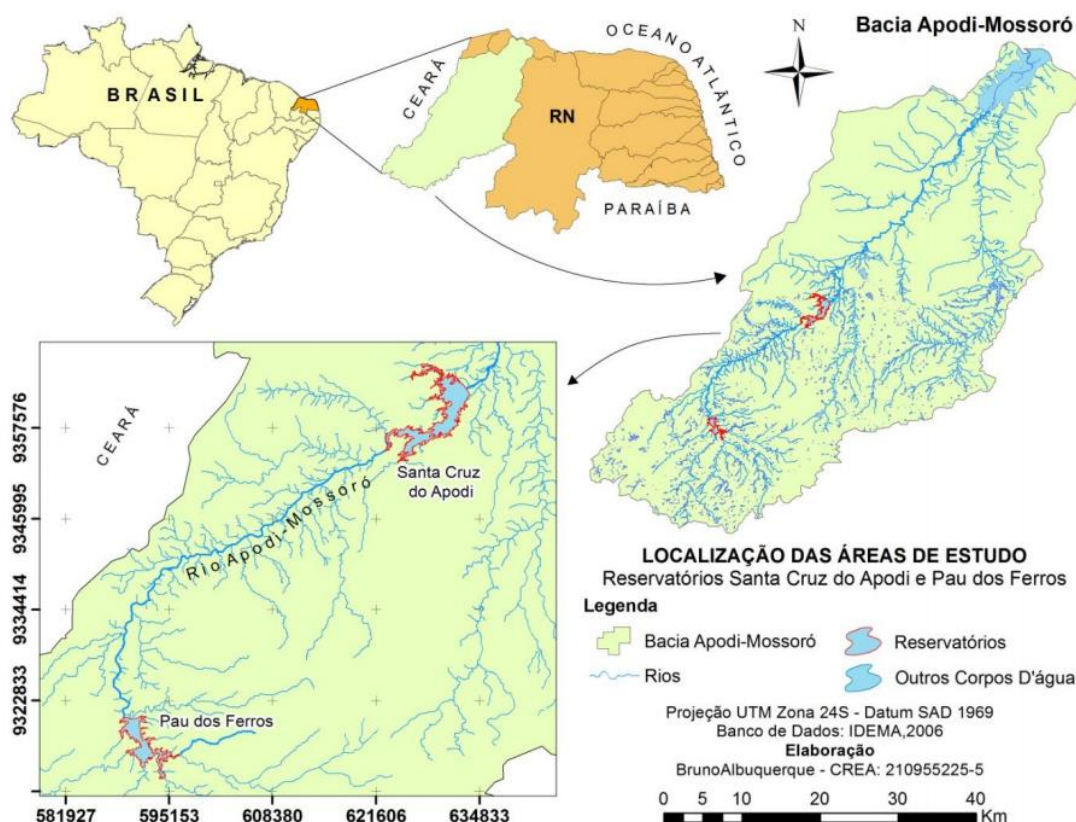 BRASIL
CEARÁ
OCEANO ATLÂNTICO
RN
PARAÍBA
N
Bacia Apodi-Mossoró
9357576
9345995
9334414
9322833
CEARÁ
Santa Cruz
do Apodi
Rio Apodi-Mossoró
Pau dos Ferros
581927 595153 608380 621606 634833
LOCALIZAÇÃO DAS ÁREAS DE ESTUDO
Reservatórios Santa Cruz do Apodi e Pau dos Ferros
Legenda
Bacia Apodi-Mossoró
Reservatórios
Rios
Outros Corpos D'água
Projeção UTM Zona 24S - Datum SAD 1969
Banco de Dados: IDEMA,2006
Elaboração
BrunoAlbuquerque - CREA: 210955225-5
0 5 10 20 30 40
Km